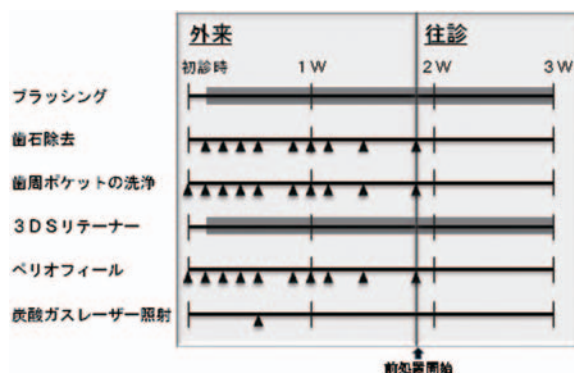 外来 往診
初診時 1W 2W 3W
ブラッシング
歯石除去
歯周ポケットの洗浄
3DSリテーナー
ペリオフィール
炭酸ガスレーザー照射
前処置開始